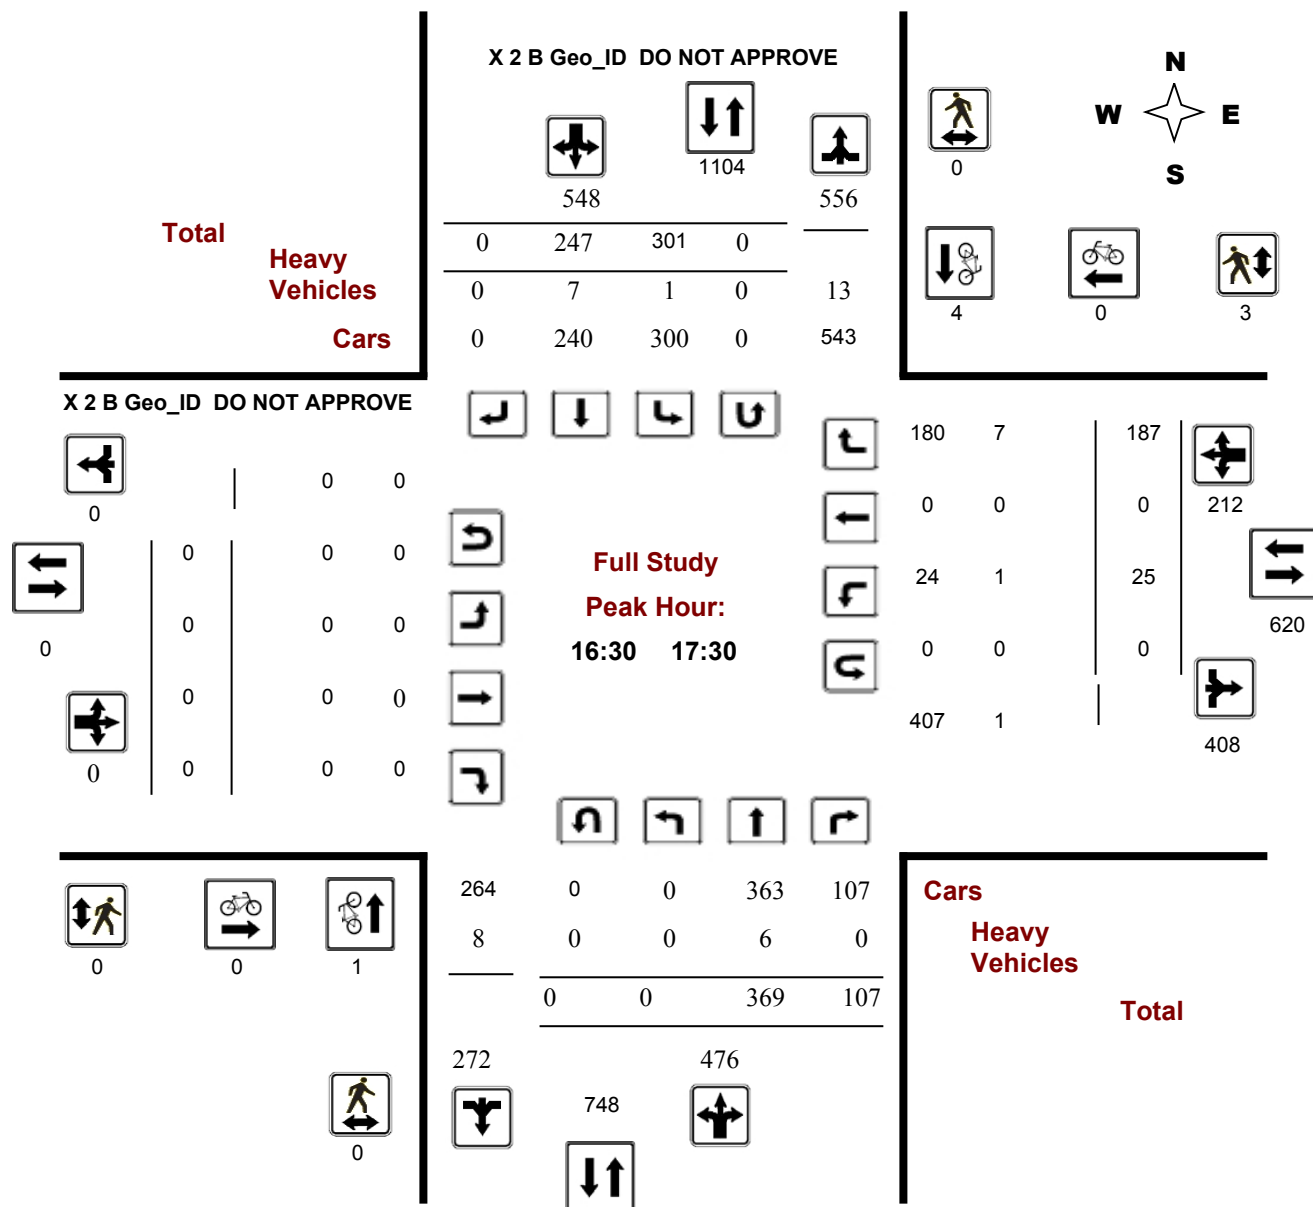 X 2 B Geo_ID DO NOT APPROVE
N
W E
S
1104
0
548 556
Total
0 247 301 0
Heavy
Vehicles
0 7 1 0 13
Cars
0 240 300 0 543
4 0 3
X 2 B Geo_ID DO NOT APPROVE
180 7 187
0 0
0
0 0 0 212
0 0 0
Full Study
24 1 25
Peak Hour:
0 0 0
620
16:30 17:30
0 0 0
0
0 0 0
407 1
408
0
0 0 0
264 0 0 363 107
Cars
8 0 0 6 0
Heavy
Vehicles
0 0 1
0 0 369 107
Total
272 476
748
0